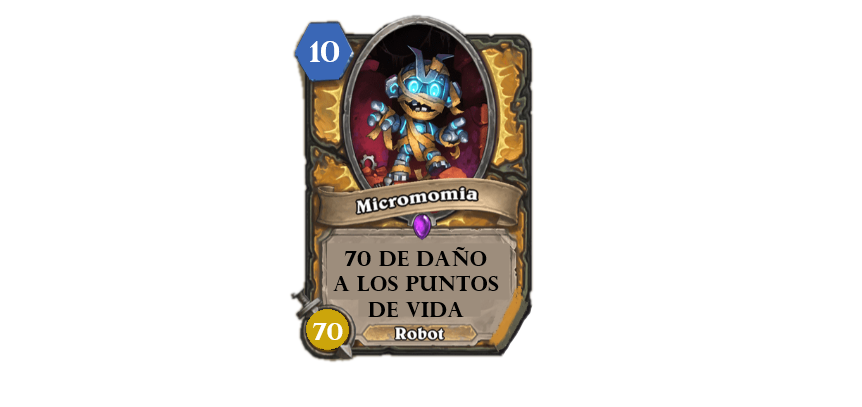 10
Micromomia
70 DE DAÑO
A LOS PUNTOS
DE VIDA
70
Robot